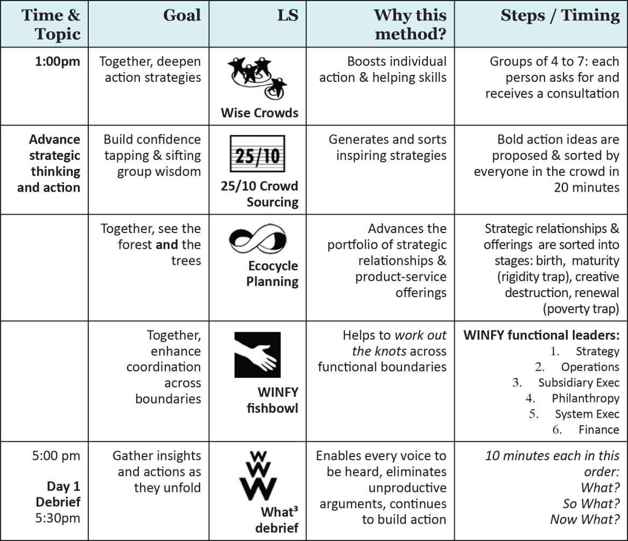 Time &
Topic
Goal
LS
Why this
method?
Steps / Timing
1:00pm
Together, deepen
action strategies
Wise Crowds
Boosts individual
action & helping skills
Groups of 4 to 7: each
person asks for and
receives a consultation
Advance
strategic
thinking
and action
Build confidence
tapping & sifting
group wisdom
25/10
25/10 Crowd
Sourcing
Generates and sorts
inspiring strategies
Bold action ideas are
proposed & sorted by
everyone in the crowd in
20 minutes
Together, see the
forest and the
trees
Ecocycle
Planning
Advances the
portfolio of strategic
relationships &
product-service
offerings
Strategic relationships &
offerings are sorted into
stages: birth, maturity
(rigidity trap), creative
destruction, renewal
(poverty trap)
Together,
enhance
coordination
across
boundaries
WINFY
fishbowl
Helps to work out
the knots across
functional boundaries
WINFY functional leaders:
1. Strategy
2. Operations
3. Subsidiary Exec
4. Philanthropy
5. System Exec
6. Finance
5:00 pm
Day 1
Debrief
5:30pm
Gather insights
and actions as
they unfold
W
W
W
What³
debrief
Enables every voice to
be heard, eliminates
unproductive
arguments, continues
to build action
10 minutes each in this
order:
What?
So What?
Now What?